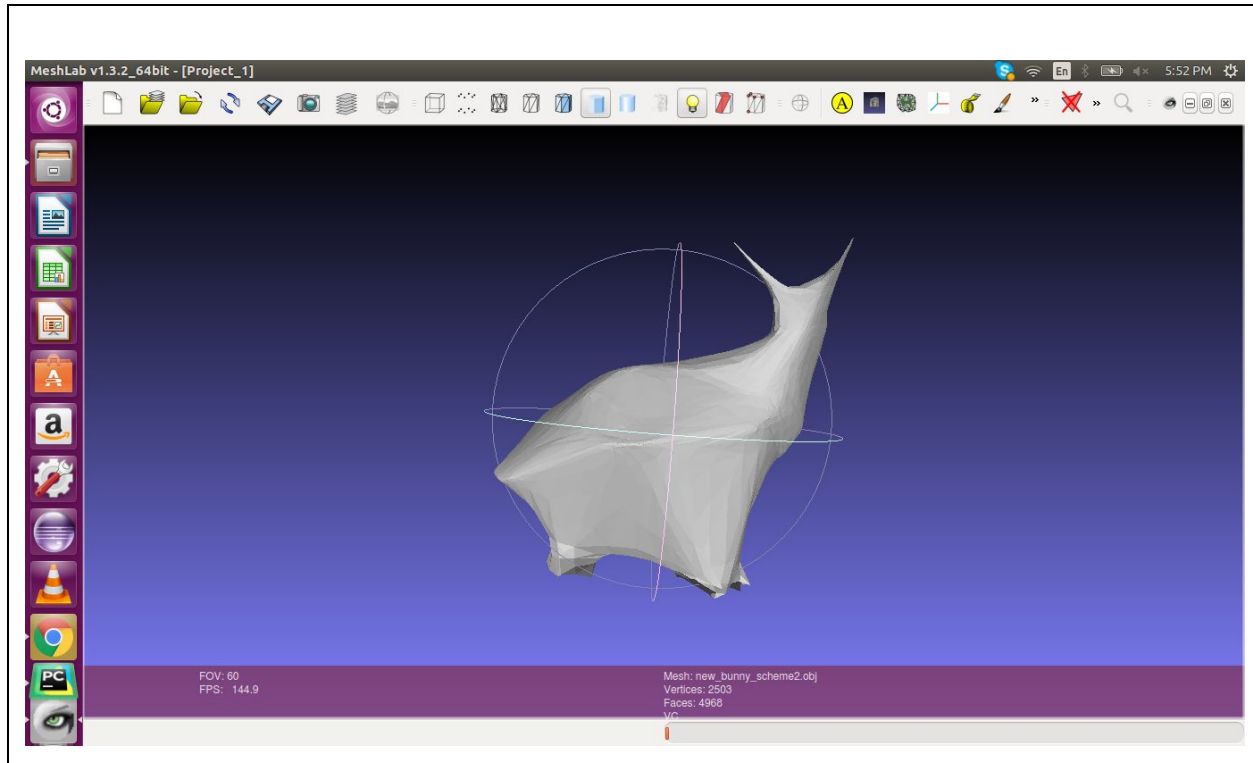 MeshLab v1.3.2_64bit - [Project_1]
En
5:52 PM
A
»
»
A
a
PC
FOV: 60
FPS: 144.9
Mesh: new_bunny_scheme2.obj
Vertices: 2503
Faces: 4968
VC